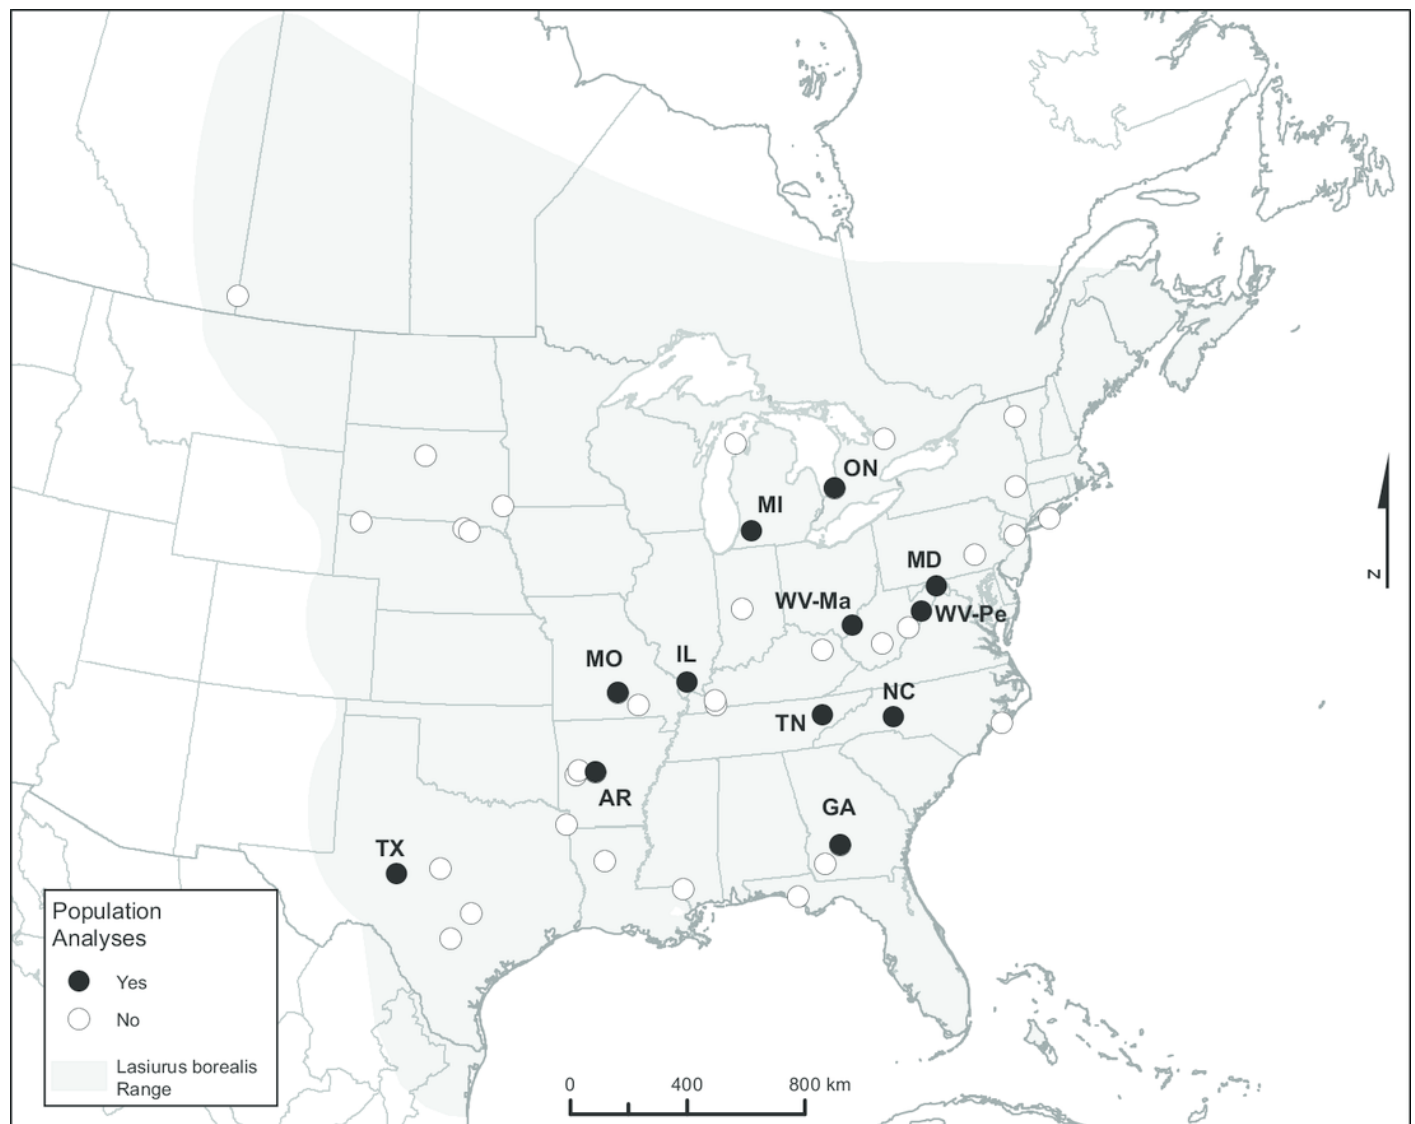 ON
MI
MD
WV-Ma
WV-Pe
MO
IL
NC
TN
AR
GA
TX
N
Population
Analyses
Yes
No
Lasiurus borealis
Range
0 400 800 km